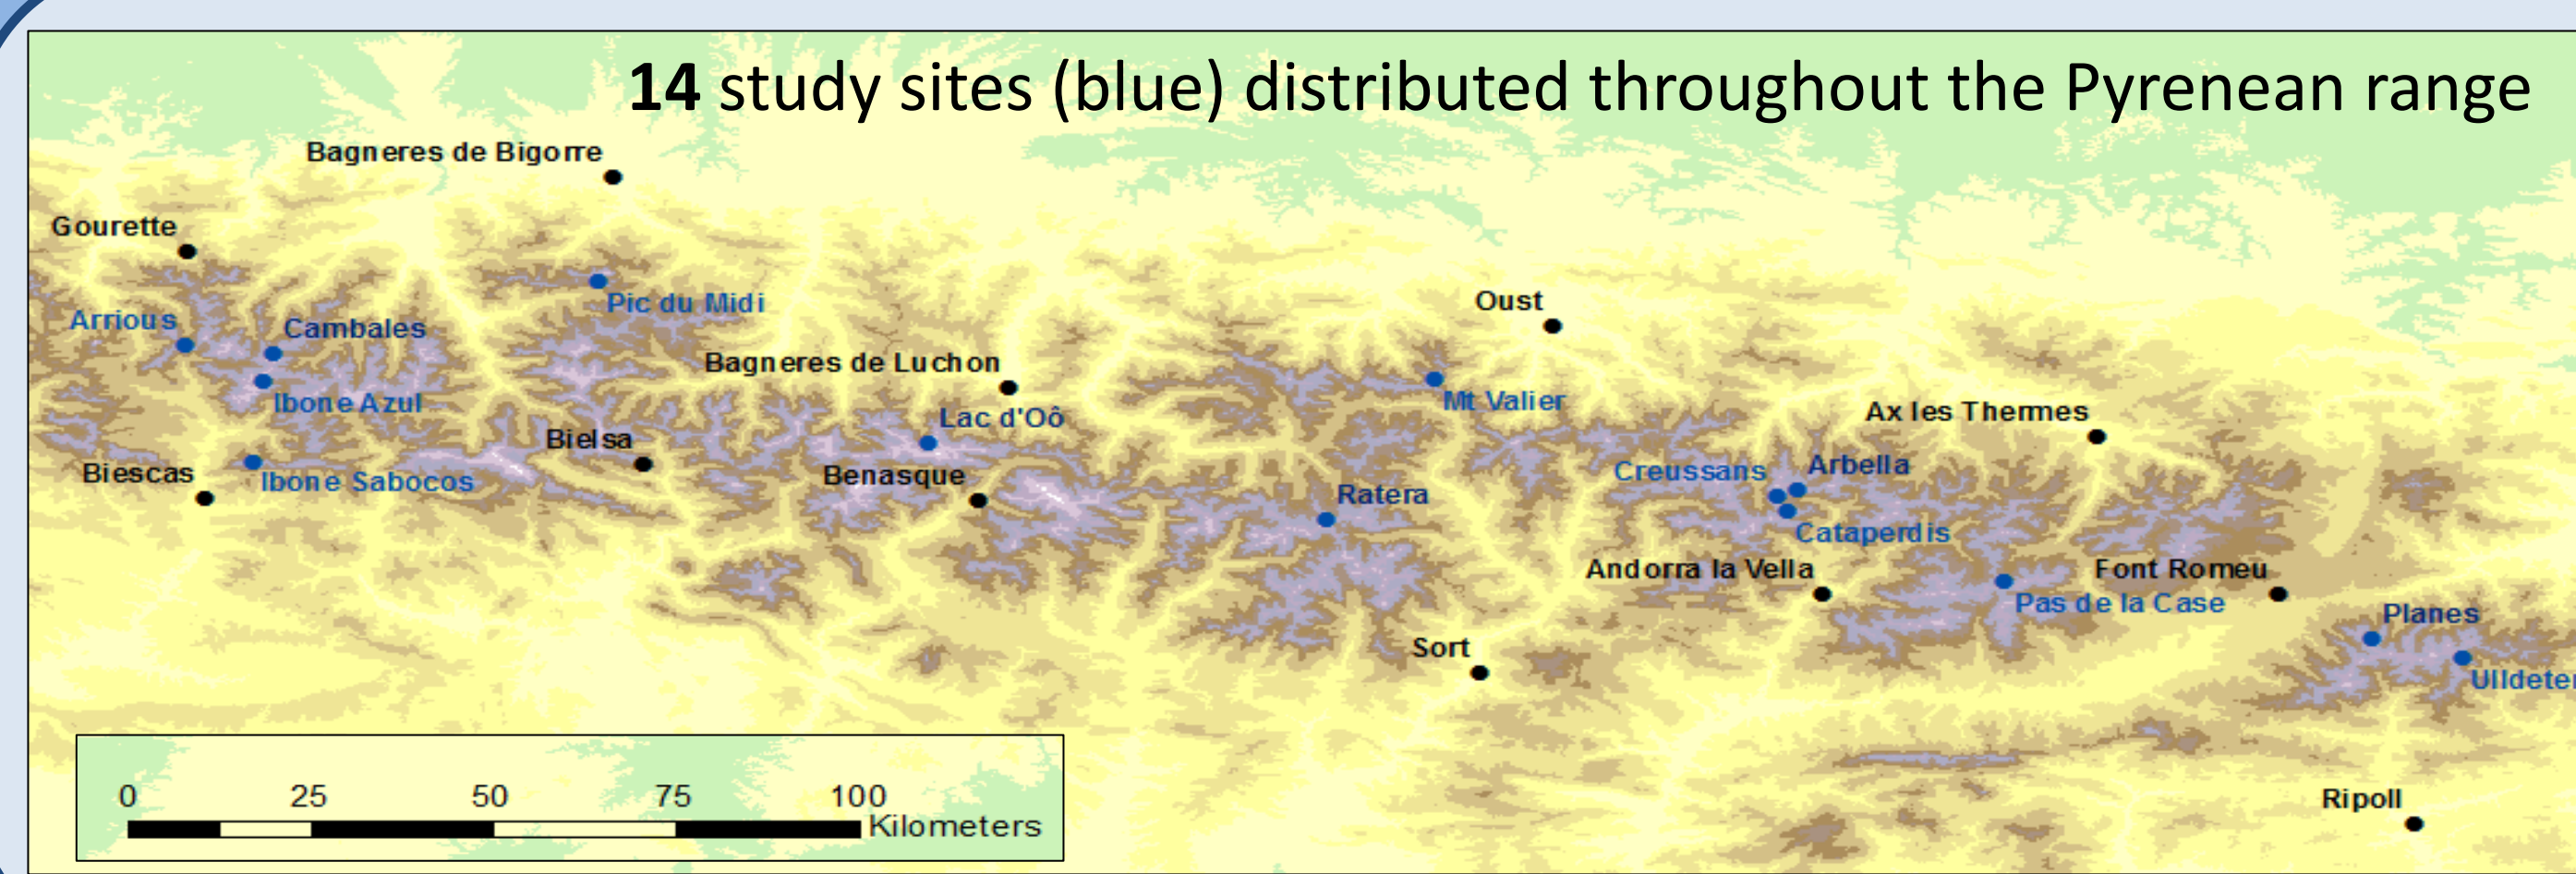 14 study sites (blue) distributed throughout the Pyrenean range
Bagneres de Bigorre
Gourette
Pic du Midi
Arrious
Cambales
Oust
Bagneres de Luchon
Ibone Azul
Mt Valier
Lac d'Oô
Ax les Thermes
Bielsa
Biescas
Ibone Sabocos
Benasque
Creussans
Arbella
Ratera
Cataperdis
Andorra la Vella
Font Romeu
Pas de la Case
Planes
Sort
Ulldeter
0 25 50 75 100
Kilometers
Ripoll